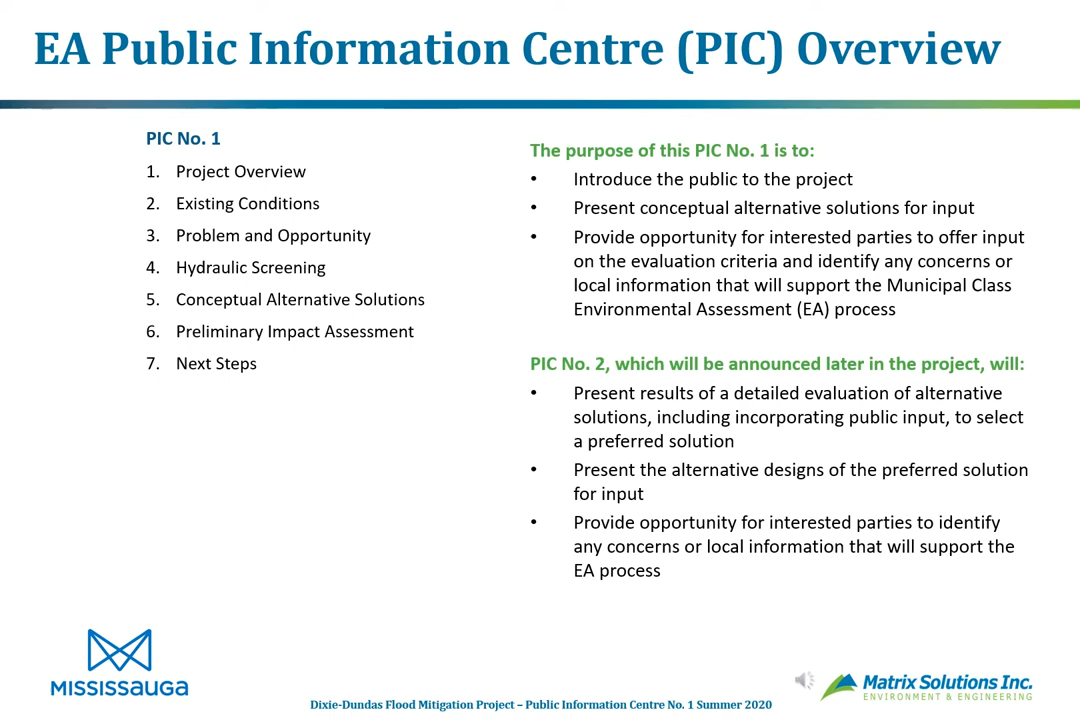 EA Public Information Centre (PIC) Overview
PIC No. 1
1. Project Overview
2. Existing Conditions
3. Problem and Opportunity
4. Hydraulic Screening
5. Conceptual Alternative Solutions
6. Preliminary Impact Assessment
7. Next Steps
The purpose of this PIC No. 1 is to:
• Introduce the public to the project
• Present conceptual alternative solutions for input
• Provide opportunity for interested parties to offer input
on the evaluation criteria and identify any concerns or
local information that will support the Municipal Class
Environmental Assessment (EA) process
PIC No. 2, which will be announced later in the project, will:
• Present results of a detailed evaluation of alternative
solutions, including incorporating public input, to select
a preferred solution
• Present the alternative designs of the preferred solution
for input
• Provide opportunity for interested parties to identify
any concerns or local information that will support the
EA process
MISSISSAUGA
Dixie-Dundas Flood Mitigation Project – Public Information Centre No. 1 Summer 2020
Matrix Solutions Inc.
ENVIRONMENT & ENGINEERING